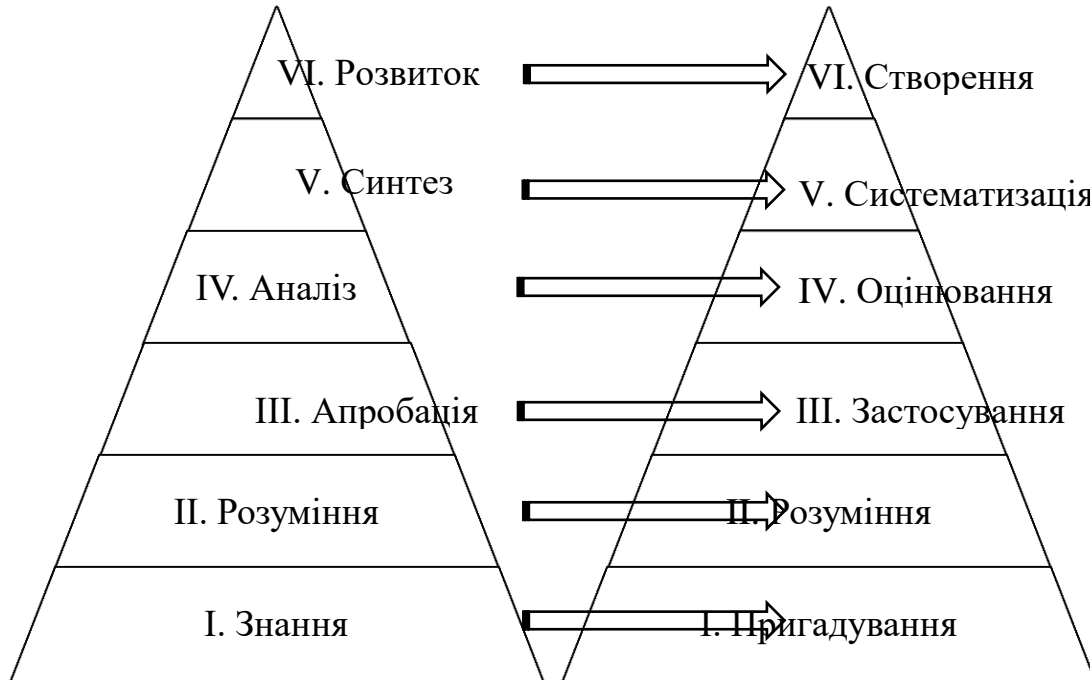 VI. Розвиток
VI. Створення
V. Синтез
V. Систематизація
IV. Аналіз
IV. Оцінювання
III. Апробація
III. Застосування
II. Розуміння
II. Розуміння
I. Знання
I. Пригадування